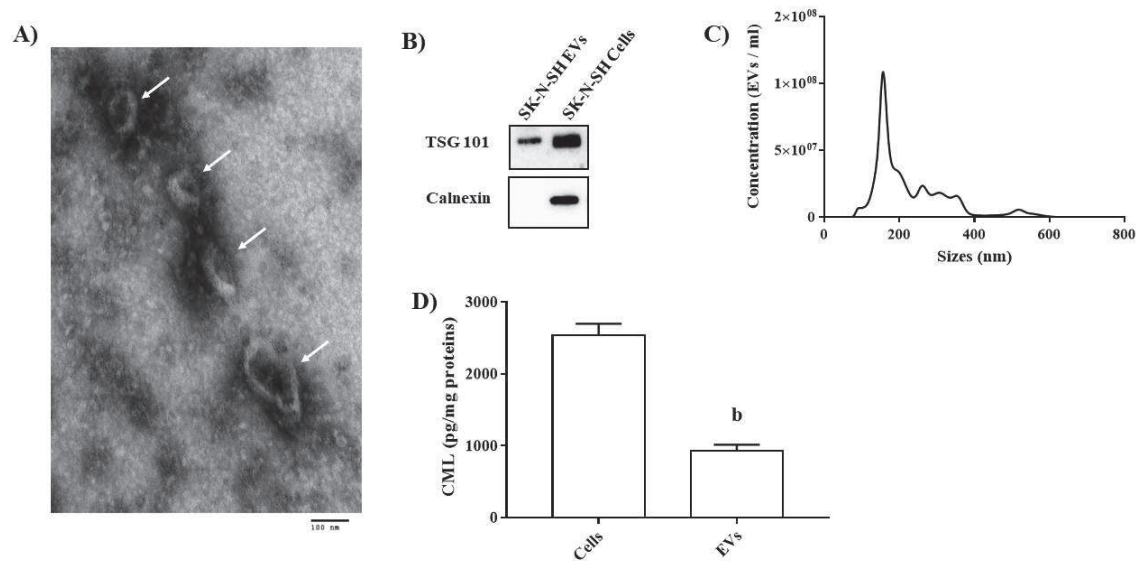 A)
100 nm
B)
SK-N-SH EVs
SK-N-SH Cells
TSG 101
Calnexin
C)
Concentration (EVs / ml)
2×10⁰⁸
1×10⁰⁸
5×10⁰⁷
0
0
200
400
600
800
Sizes (nm)
D)
CML (pg/mg proteins)
3000
2000
1000
0
b
Cells
EVs